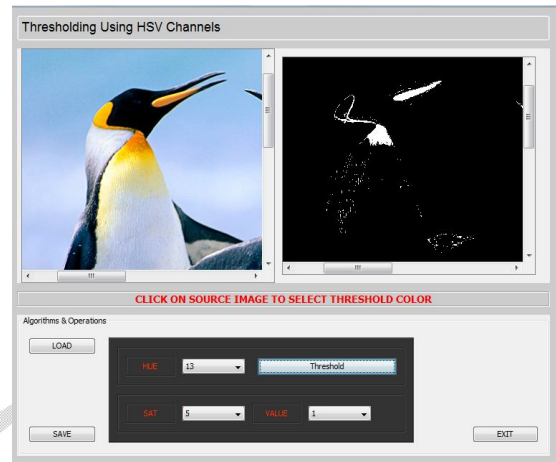 Thresholding Using HSV Channels
CLICK ON SOURCE IMAGE TO SELECT THRESHOLD COLOR
Algorithms & Operations
LOAD
HUE 13 Threshold
SAT 5 VALUE 1
SAVE EXIT